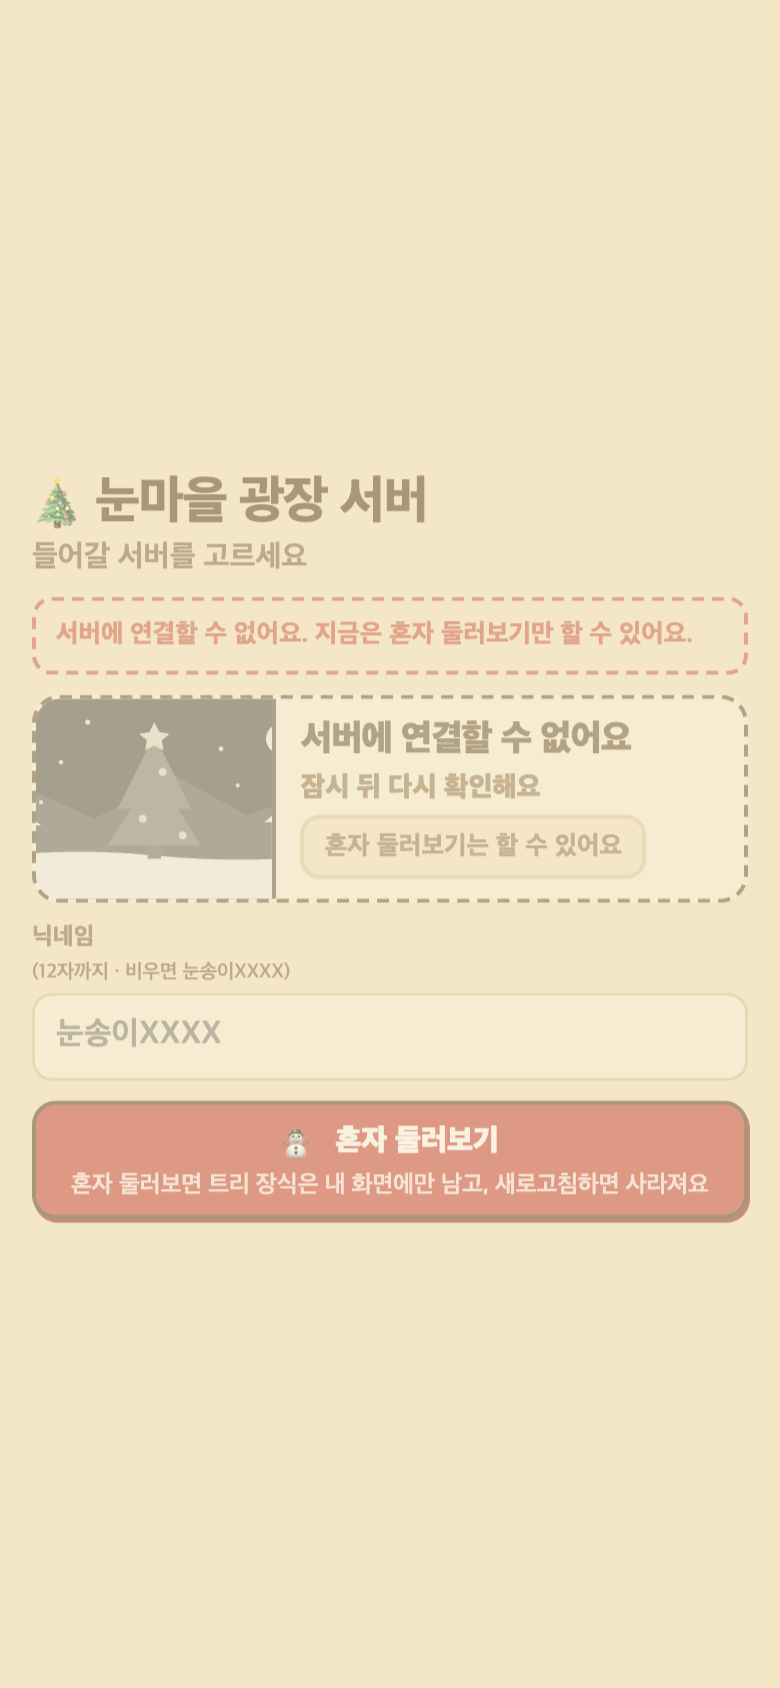 눈마을 광장 서버
들어갈 서버를 고르세요
서버에 연결할 수 없어요. 지금은 혼자 둘러보기만 할 수 있어요.
서버에 연결할 수 없어요
잠시 뒤 다시 확인해요
혼자 둘러보기는 할 수 있어요
닉네임
(12자까지 · 비우면 눈송이XXXX)
눈송이XXXX
혼자 둘러보기
혼자 둘러보면 트리 장식은 내 화면에만 남고, 새로고침하면 사라져요